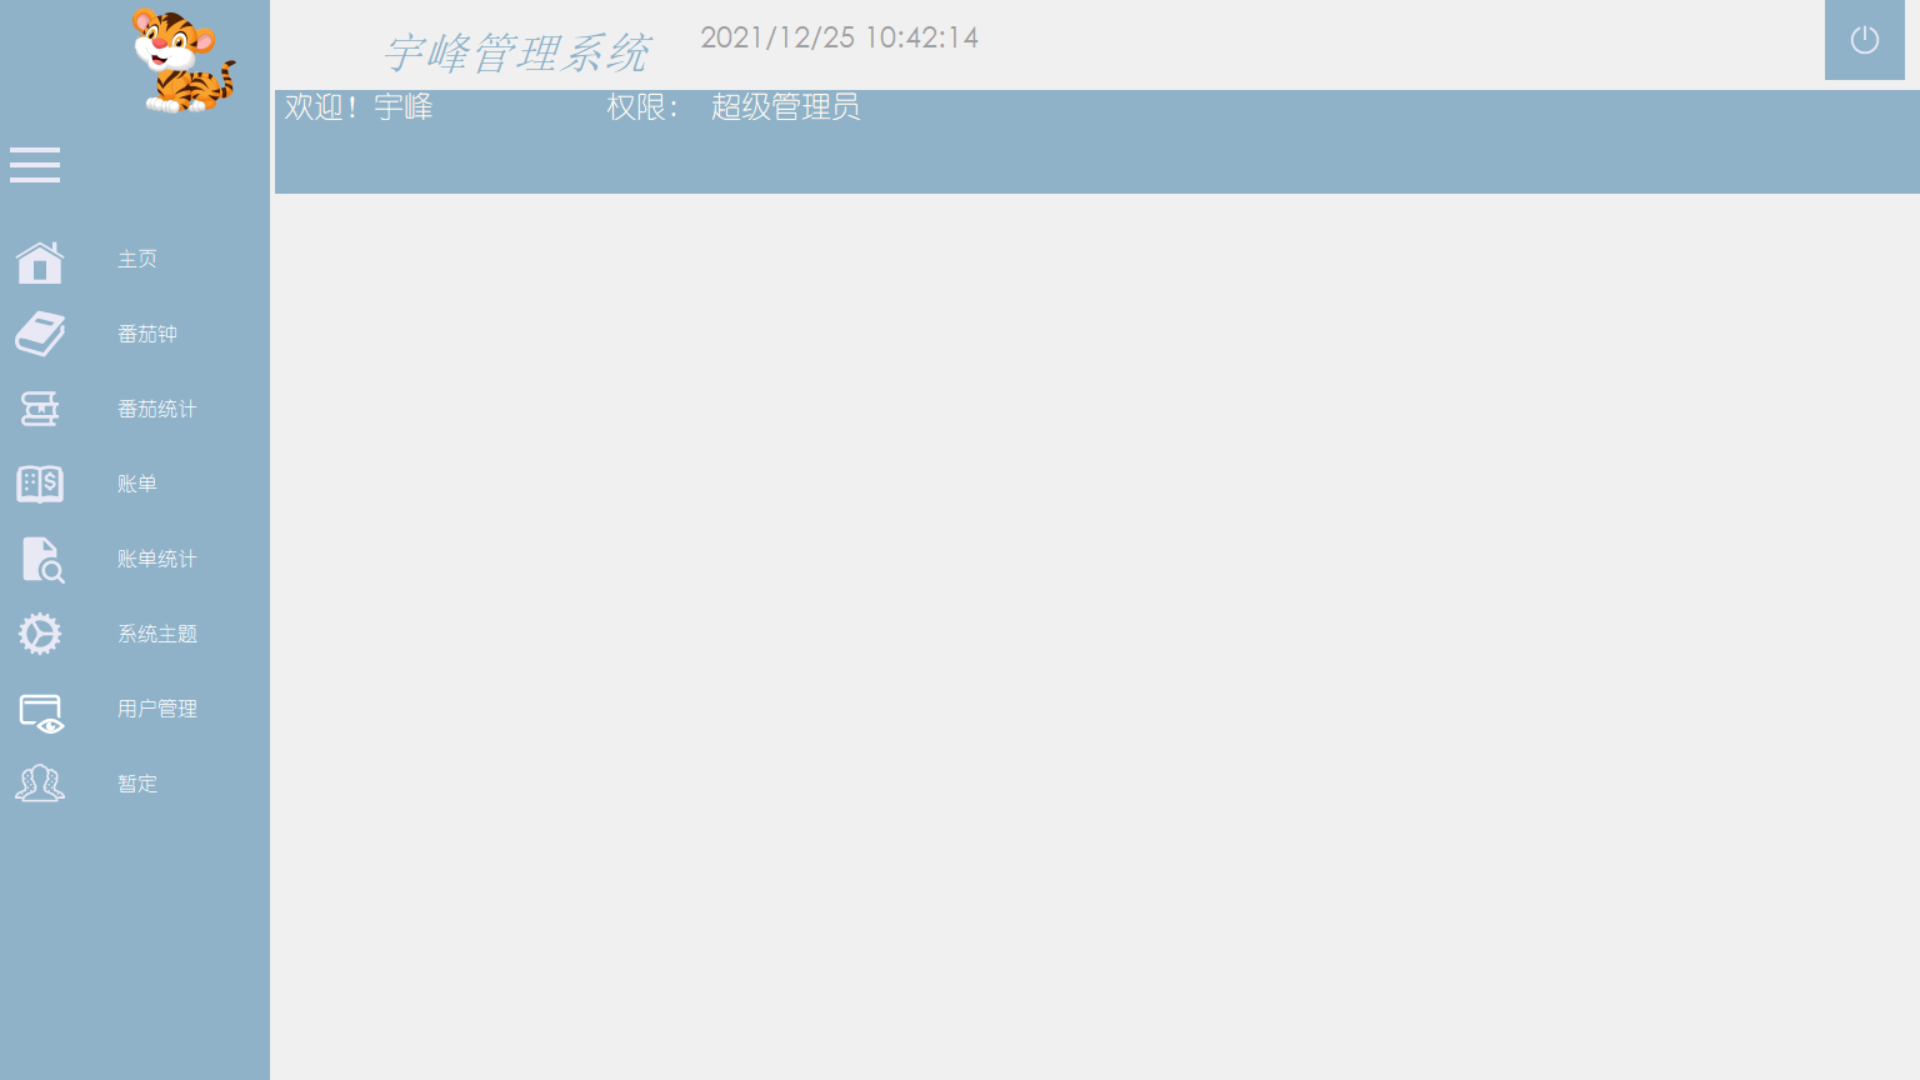 宇峰管理系统
2021/12/25 10:42:14
欢迎！宇峰
权限： 超级管理员
主页
番茄钟
番茄统计
账单
账单统计
系统主题
用户管理
暂定